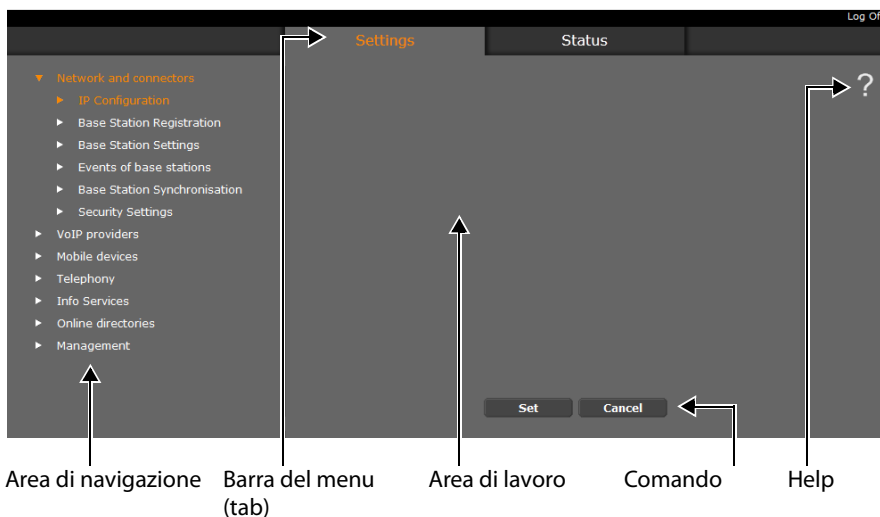 Log Of
Settings
Status
Network and connectors
IP Configuration
Base Station Registration
Base Station Settings
Events of base stations
Base Station Synchronisation
Security Settings
VoIP providers
Mobile devices
Telephony
Info Services
Online directories
Management
?
Set
Cancel
Area di navigazione
Barra del menu
(tab)
Area di lavoro
Comando
Help